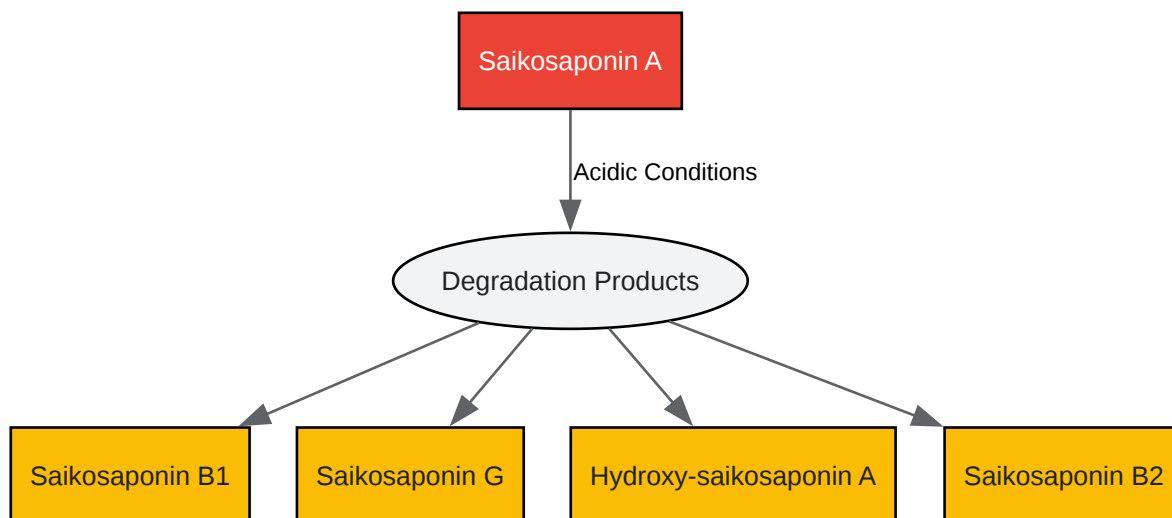 Saikosaponin A
Acidic Conditions
Degradation Products
Saikosaponin B1
Saikosaponin G
Hydroxy-saikosaponin A
Saikosaponin B2